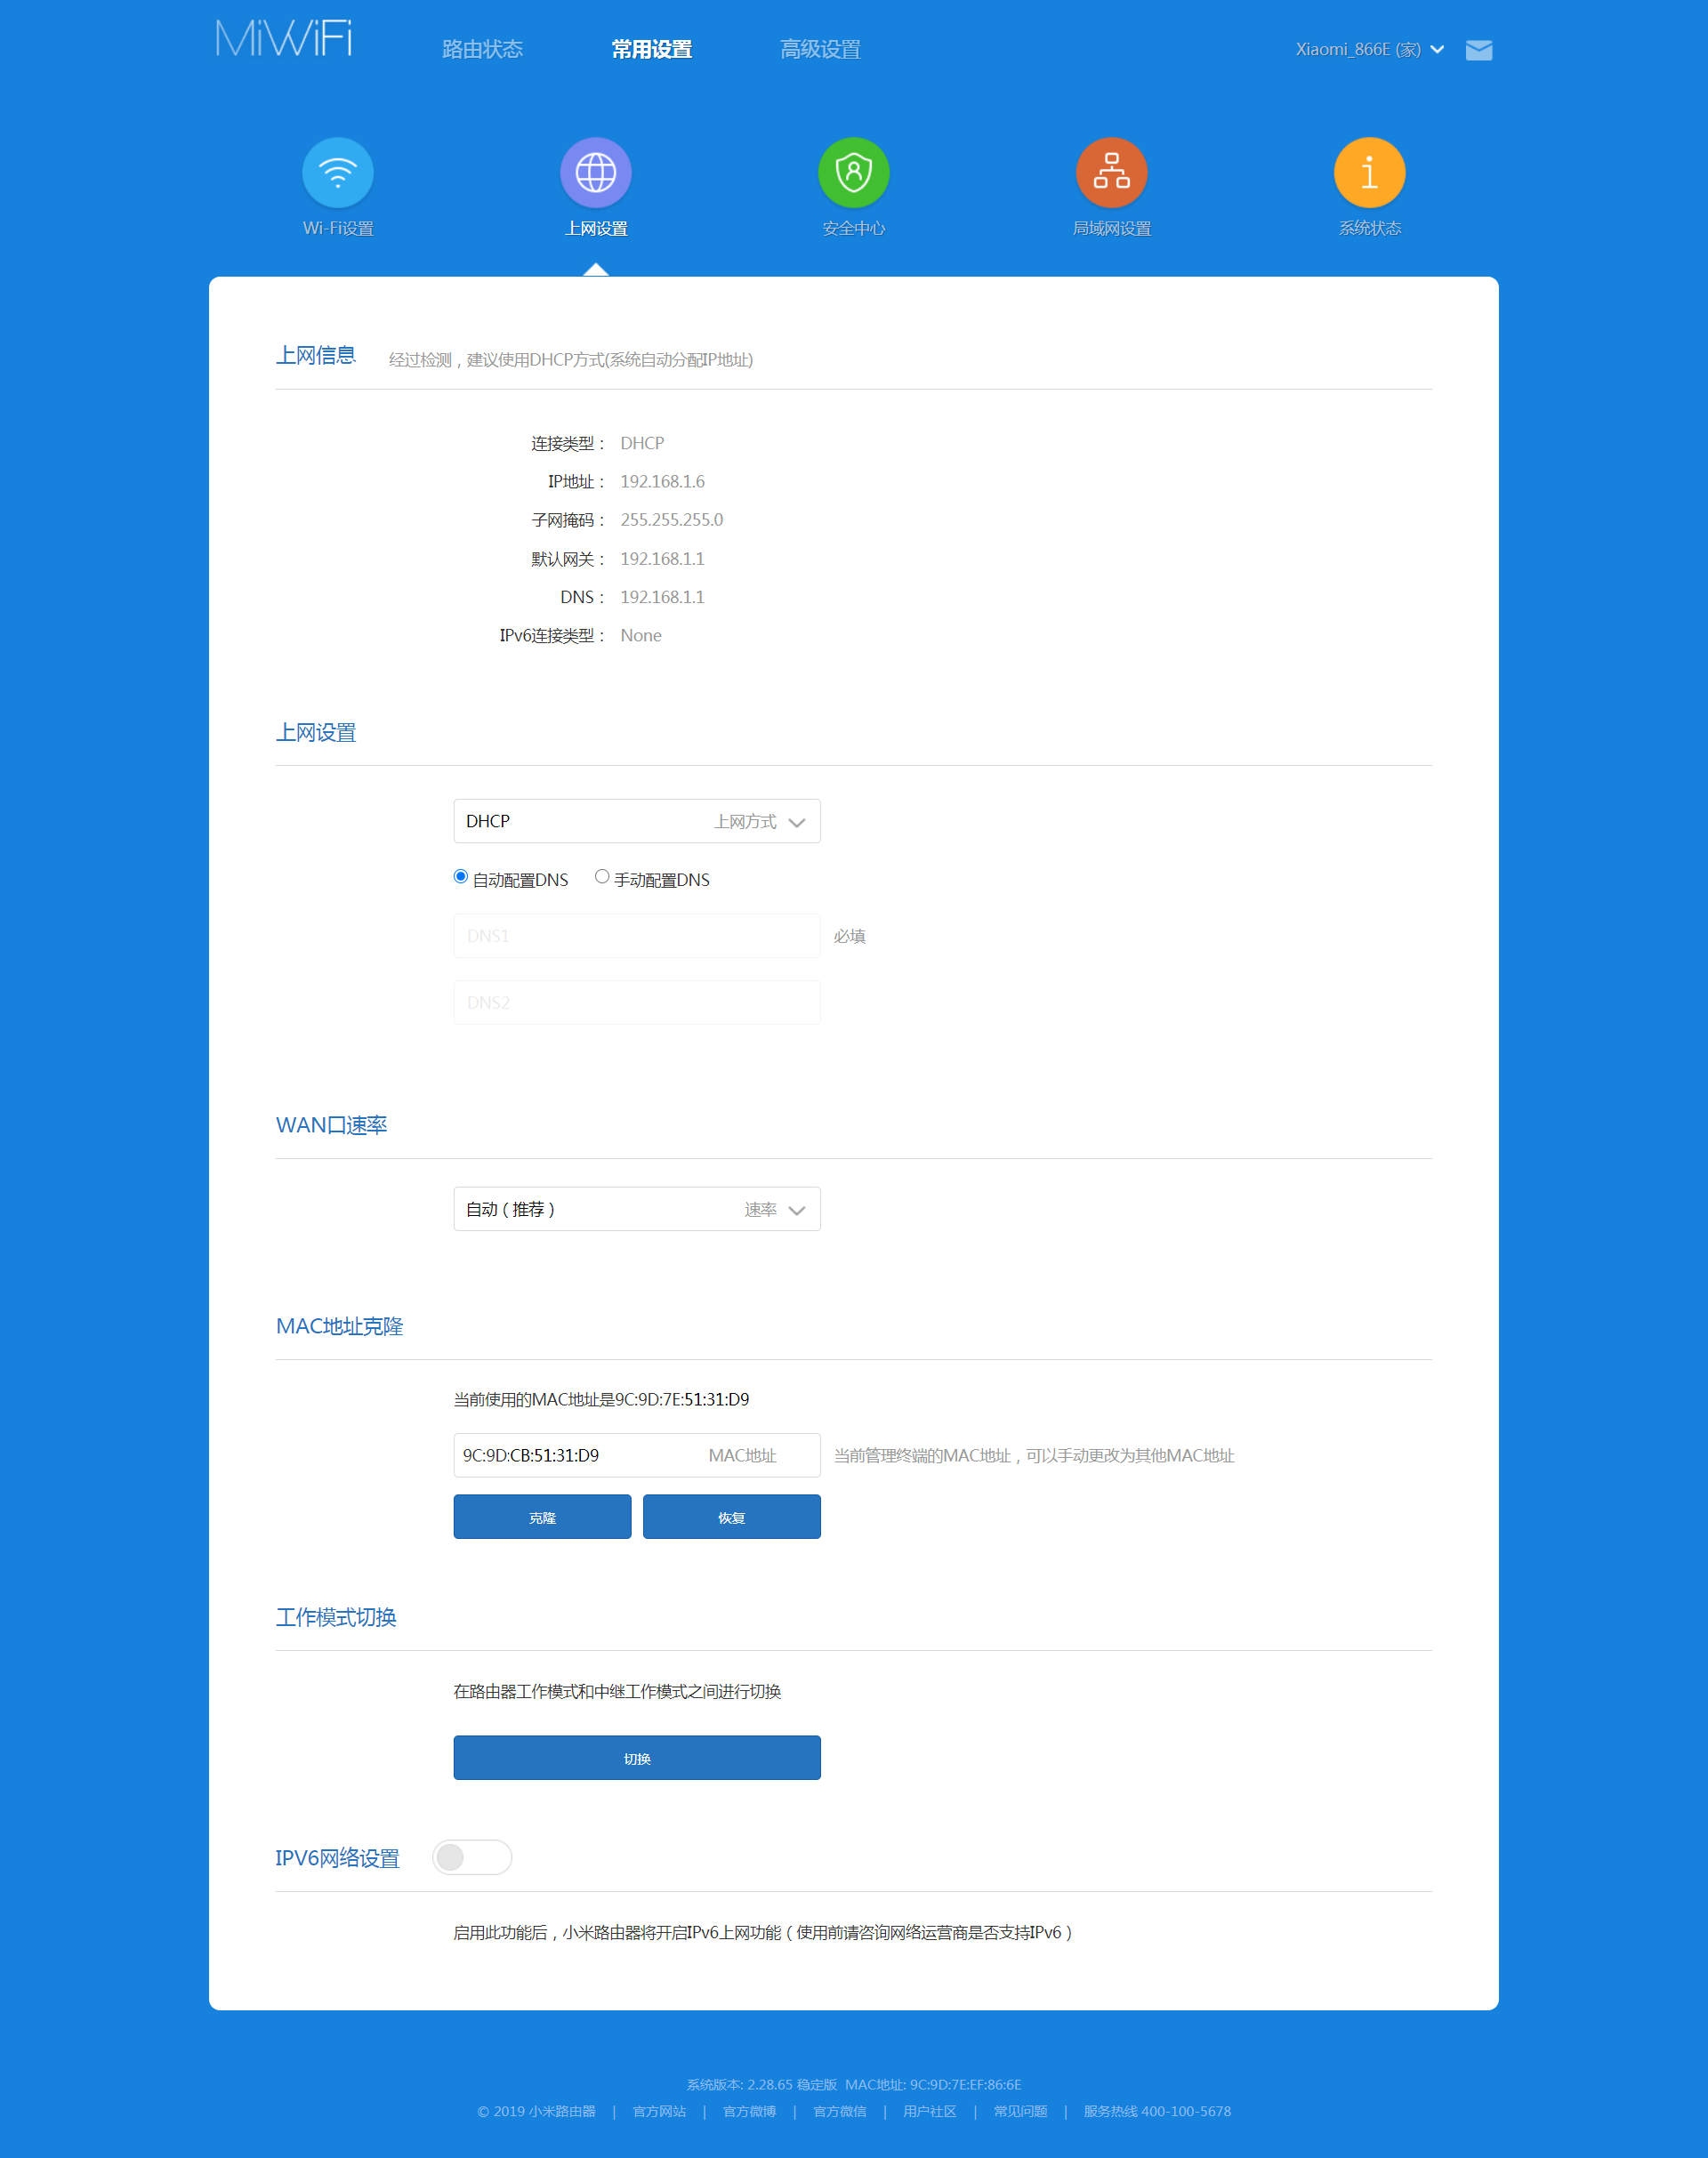 MiWiFi 路由状态 常用设置 高级设置 Xiaomi_866E (家)
Wi-Fi设置 上网设置 安全中心 局域网设置 系统状态
上网信息 经过检测，建议使用DHCP方式(系统自动分配IP地址)
连接类型： DHCP
IP地址： 192.168.1.6
子网掩码： 255.255.255.0
默认网关： 192.168.1.1
DNS： 192.168.1.1
IPv6连接类型： None
上网设置
DHCP 上网方式
自动配置DNS 手动配置DNS
DNS1 必填
DNS2
WAN口速率
自动（推荐） 速率
MAC地址克隆
当前使用的MAC地址是9C:9D:7E:51:31:D9
9C:9D:CB:51:31:D9 MAC地址 当前管理终端的MAC地址，可以手动更改为其他MAC地址
克隆 恢复
工作模式切换
在路由器工作模式和中继工作模式之间进行切换
切换
IPV6网络设置
启用此功能后，小米路由器将开启IPv6上网功能（使用前请咨询网络运营商是否支持IPv6）
系统版本: 2.28.65 稳定版 MAC地址: 9C:9D:7E:EF:86:6E
© 2019 小米路由器 | 官方网站 | 官方微博 | 官方微信 | 用户社区 | 常见问题 | 服务热线 400-100-5678